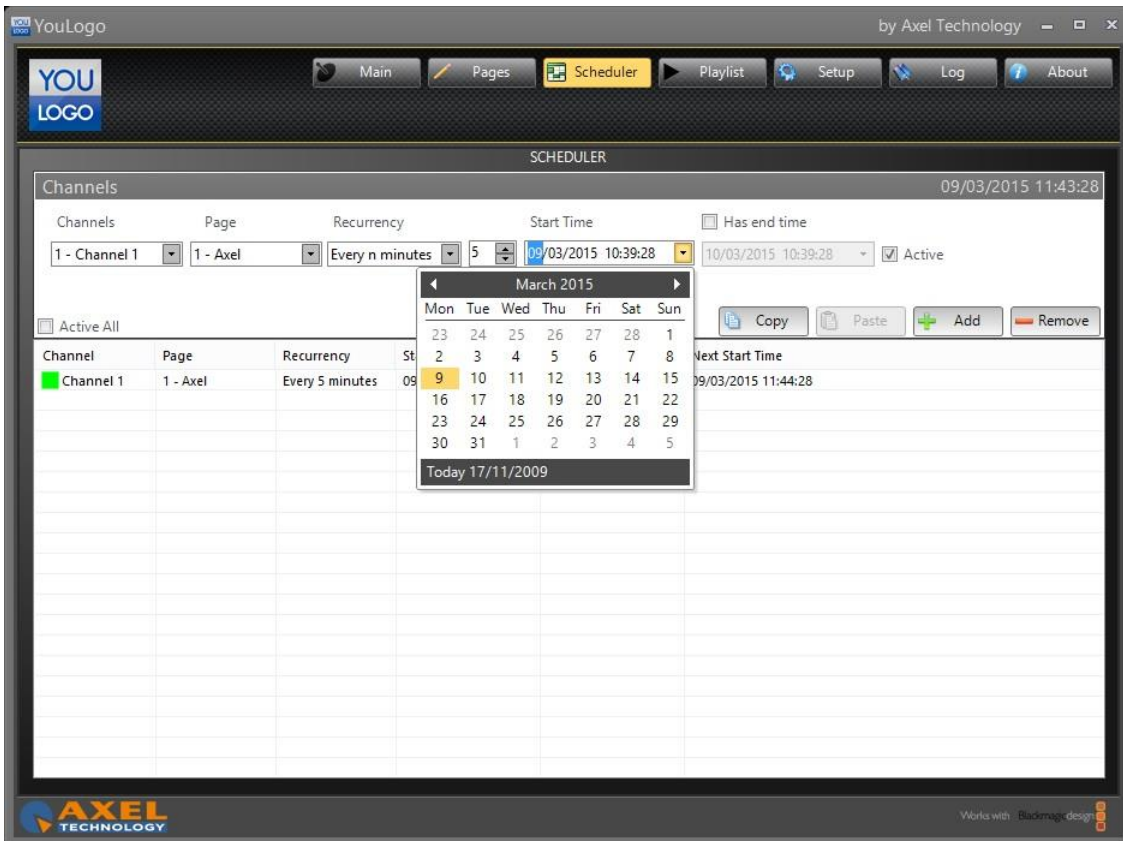 YouLogo by Axel Technology
YOU LOGO
YOU
LOGO
Main Pages Scheduler Playlist Setup Log About
SCHEDULER
Channels 09/03/2015 11:43:28
Channels Page Recurrency Start Time Has end time
1 - Channel 1 1 - Axel Every n minutes 5 09/03/2015 10:39:28 10/03/2015 10:39:28 Active
March 2015
Mon Tue Wed Thu Fri Sat Sun
23 24 25 26 27 28 1
2 3 4 5 6 7 8
9 10 11 12 13 14 15
16 17 18 19 20 21 22
23 24 25 26 27 28 29
30 31 1 2 3 4 5
Today 17/11/2009
Active All Copy Paste Add Remove
Channel Page Recurrency St Next Start Time
Channel 1 1 - Axel Every 5 minutes 09 09/03/2015 11:44:28
AXEL
TECHNOLOGY
Works with Blackmagicdesign